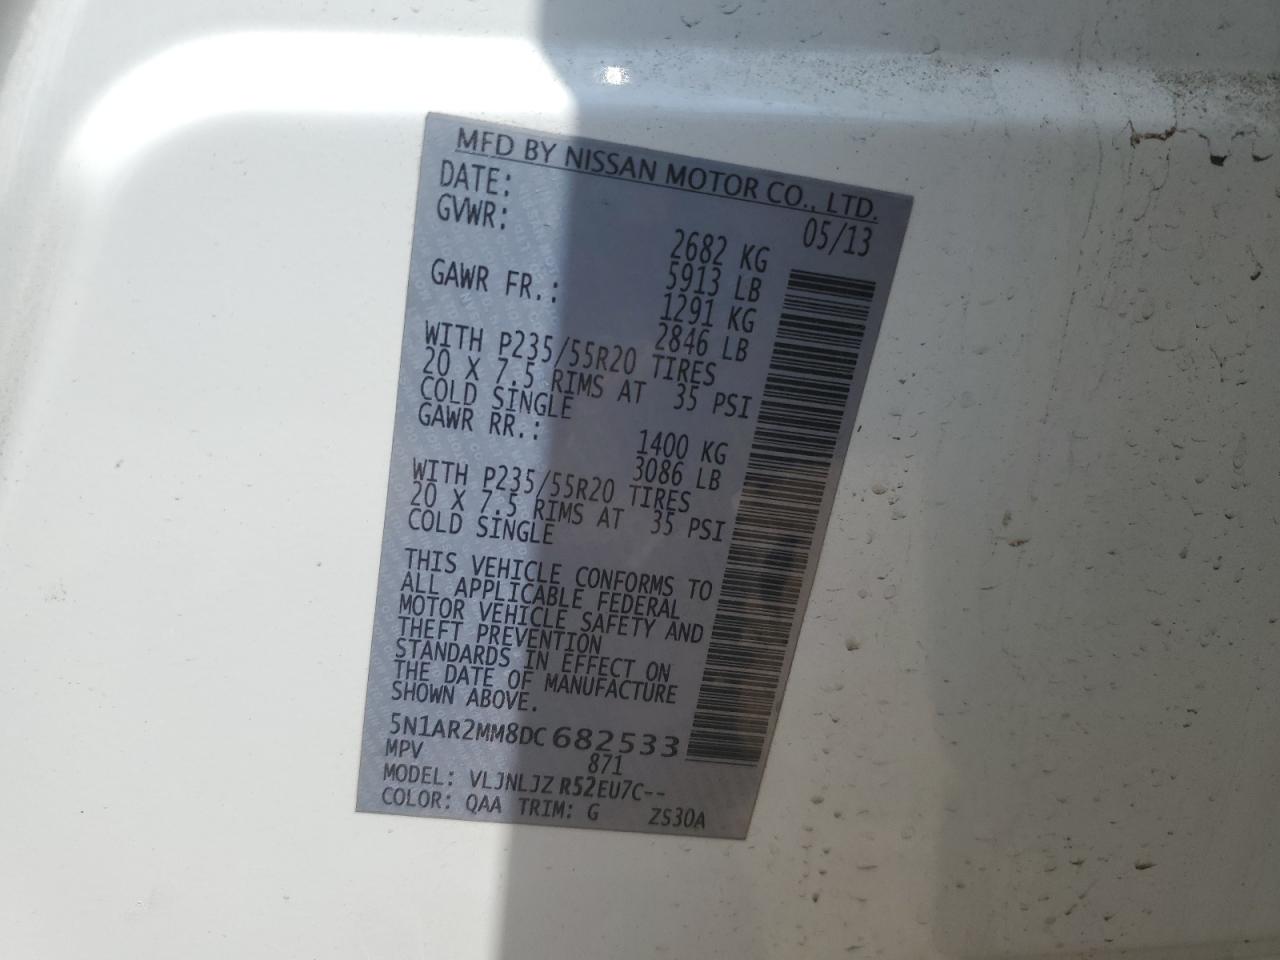 MFD BY NISSAN MOTOR CO., LTD.
DATE: 05/13
GVWR: 2682 KG
5913 LB
GAWR FR.: 1291 KG
2846 LB
WITH P235/55R20 TIRES
20 X 7.5 RIMS AT 35 PSI
COLD SINGLE
GAWR RR.: 1400 KG
3086 LB
WITH P235/55R20 TIRES
20 X 7.5 RIMS AT 35 PSI
COLD SINGLE
THIS VEHICLE CONFORMS TO
ALL APPLICABLE FEDERAL
MOTOR VEHICLE SAFETY AND
THEFT PREVENTION
STANDARDS IN EFFECT ON
THE DATE OF MANUFACTURE
SHOWN ABOVE.
5N1AR2MM8DC682533
MPV 871
MODEL: VLJNLJZ R52EU7C--
COLOR: QAA TRIM: G ZS30A